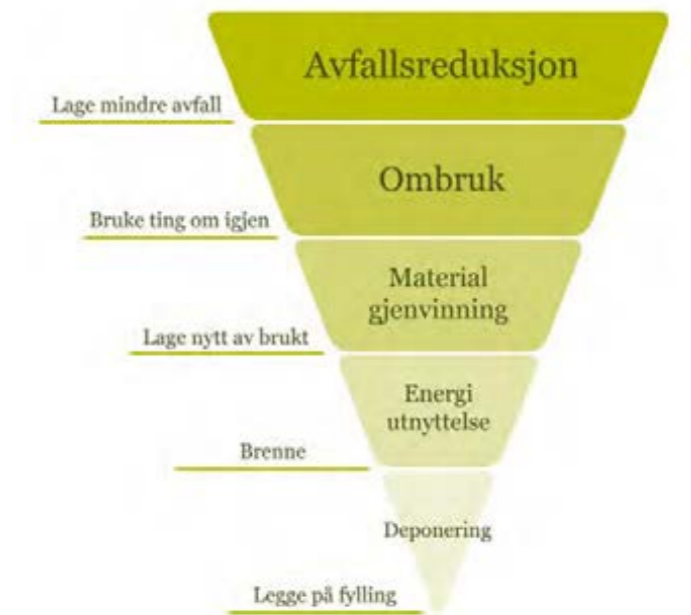 Avfallsreduksjon
Lage mindre avfall
Ombruk
Bruke ting om igjen
Material
gjenvinning
Lage nytt av brukt
Energi
utnyttelse
Brenne
Deponering
Legge på fylling